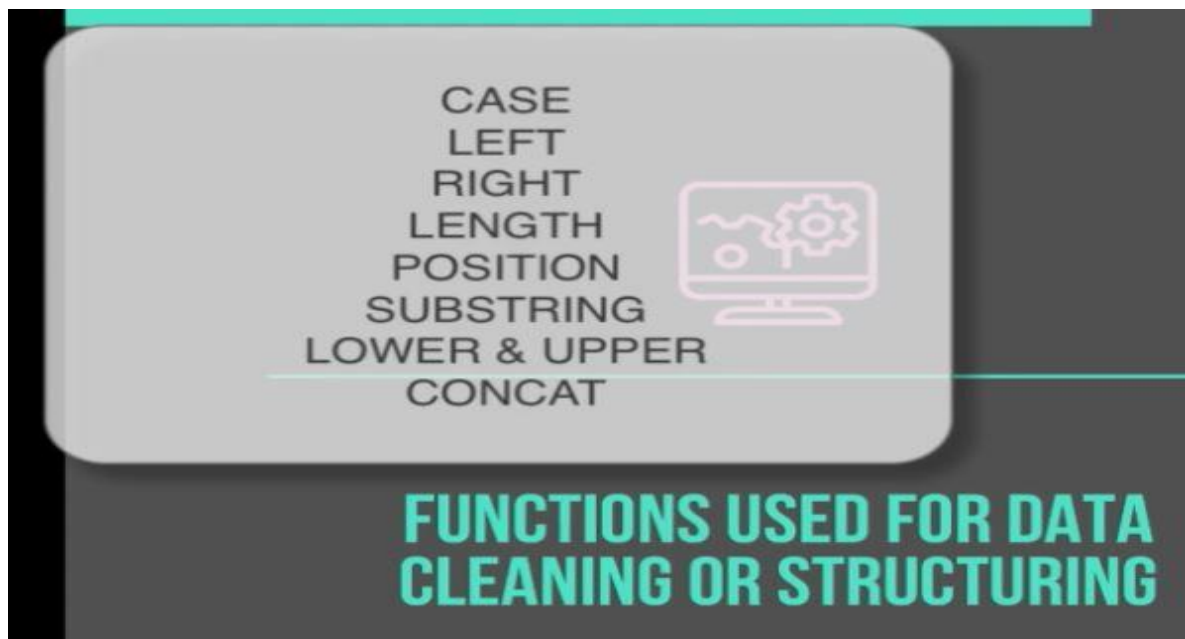 CASE
LEFT
RIGHT
LENGTH
POSITION
SUBSTRING
LOWER & UPPER
CONCAT
FUNCTIONS USED FOR DATA
CLEANING OR STRUCTURING